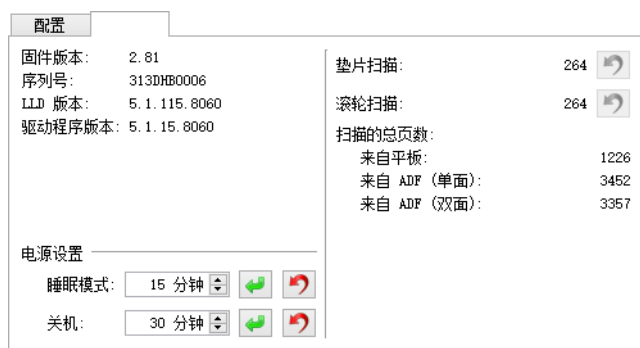 配置
固件版本: 2.81
序列号: 313DHB0006
LLD 版本: 5.1.115.8060
驱动程序版本: 5.1.15.8060
电源设置
睡眠模式: 15 分钟
关机: 30 分钟
垫片扫描: 264
滚轮扫描: 264
扫描的总页数:
来自平板: 1226
来自 ADF (单面): 3452
来自 ADF (双面): 3357